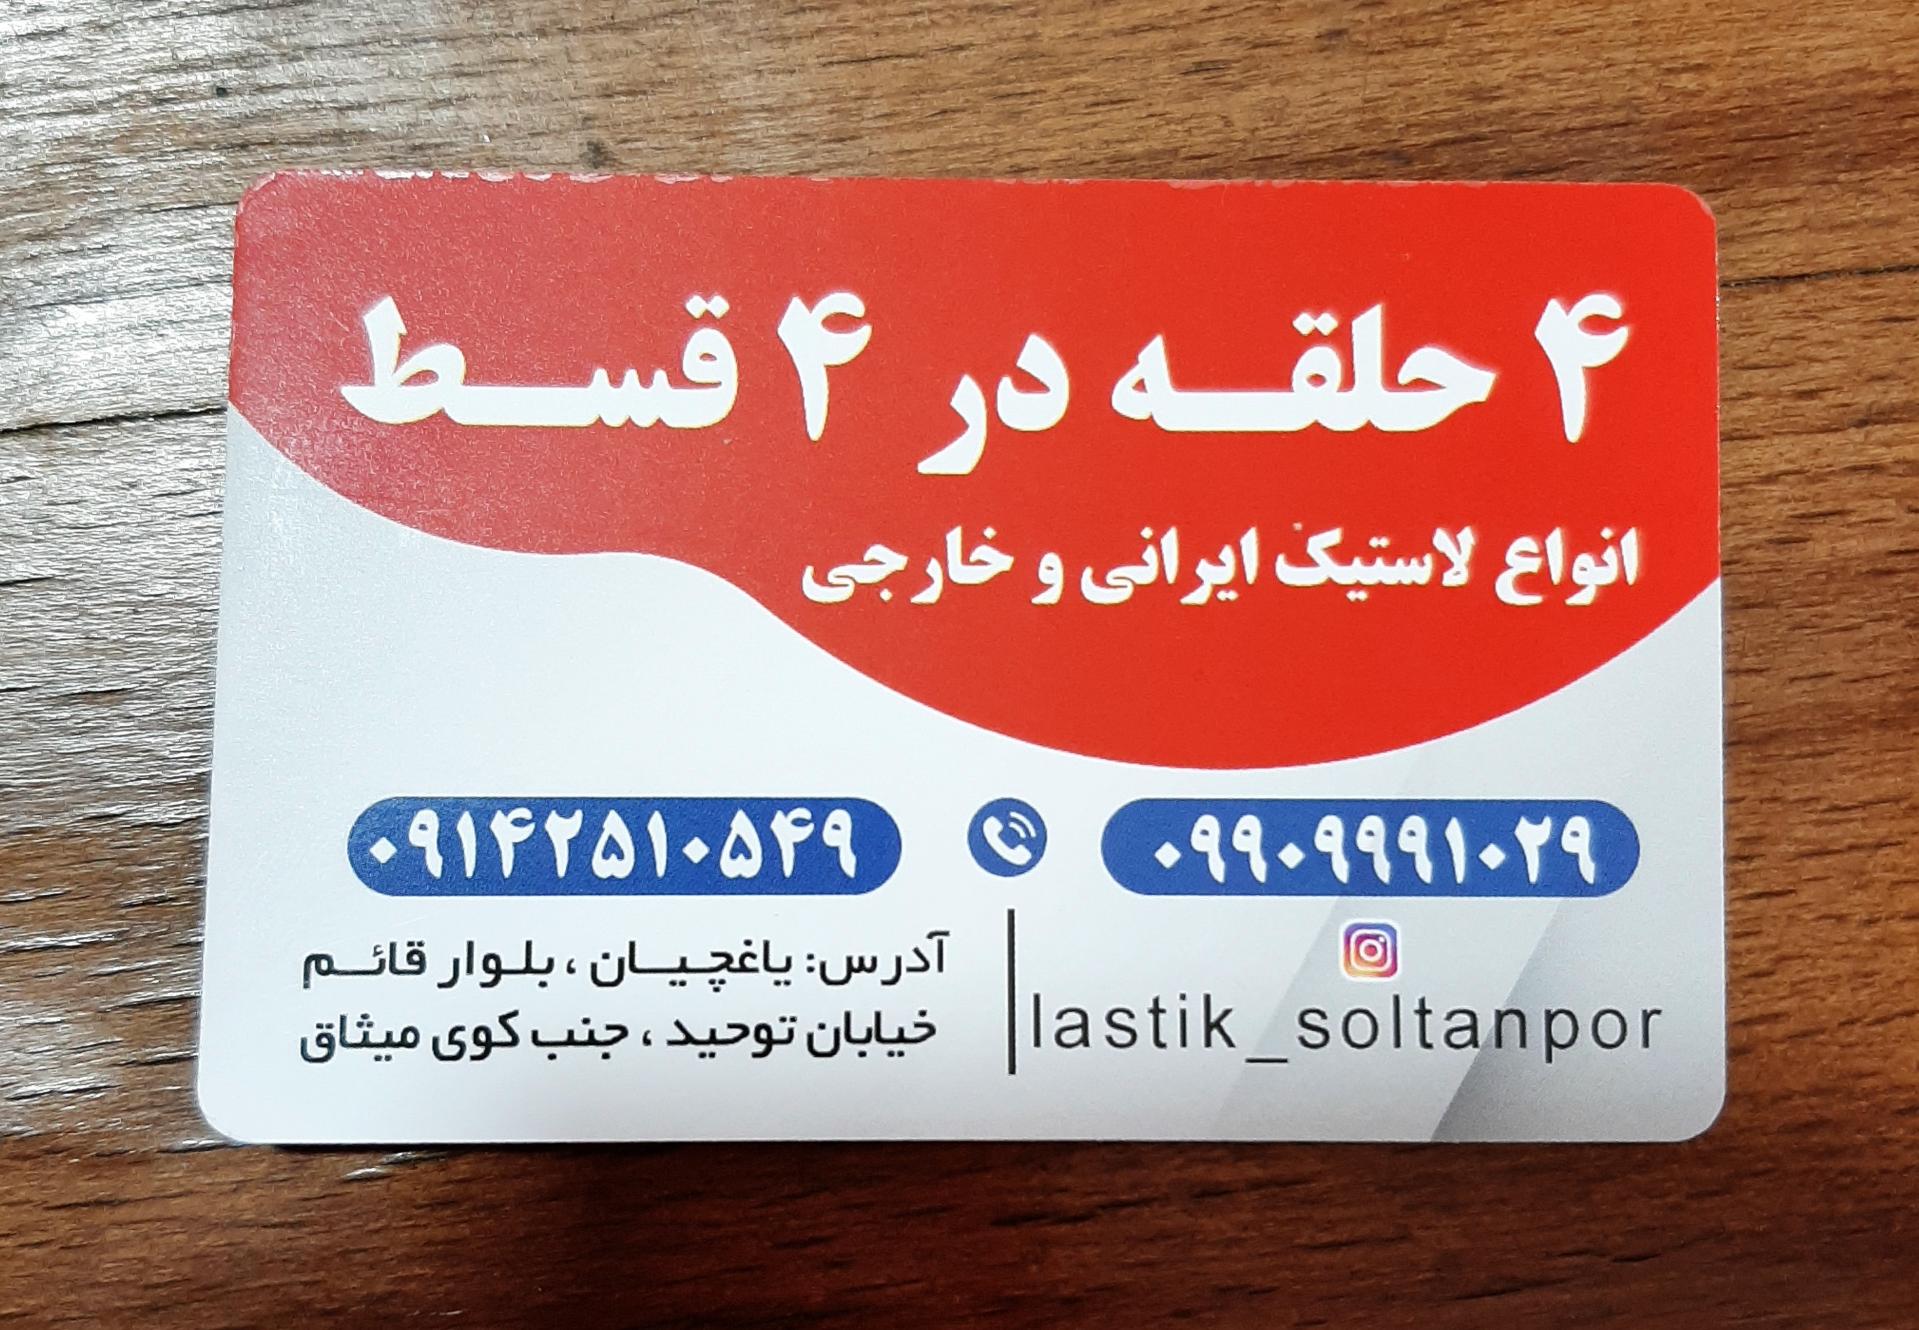 ۴ حلقه در ۴ قسط
انواع لاستیک ایرانی و خارجی
۰۹۹۰۹۹۹۱۰۲۹
۰۹۱۴۲۵۱۰۵۴۹
lastik_soltanpor
آدرس: یاغچیان ، بلوار قائم
خیابان توحید ، جنب کوی میثاق